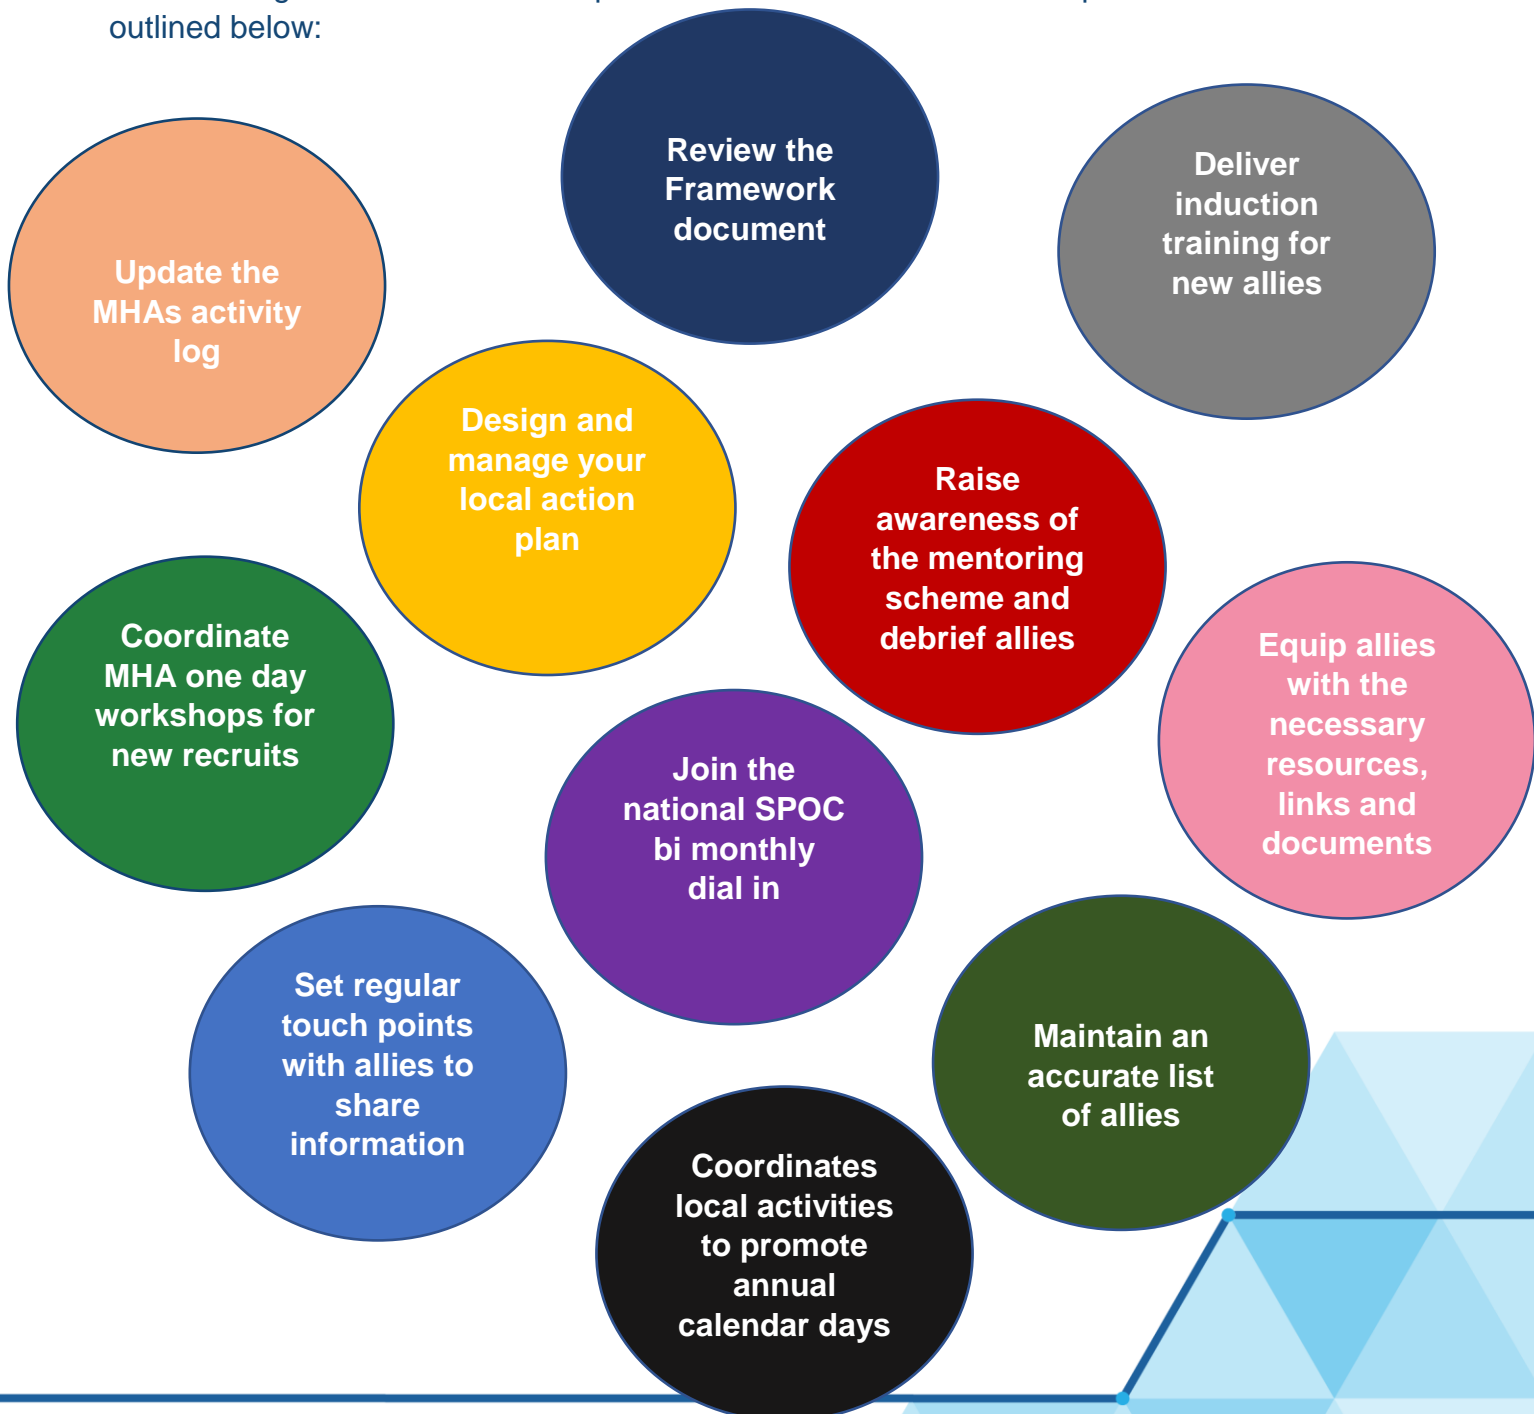 outlined below:
Review the
Framework
document
Deliver
induction
training for
new allies
Update the
MHAs activity
log
Design and
manage your
local action
plan
Raise
awareness of
the mentoring
scheme and
debrief allies
Coordinate
MHA one day
workshops for
new recruits
Equip allies
with the
necessary
resources,
links and
documents
Join the
national SPOC
bi monthly
dial in
Set regular
touch points
with allies to
share
information
Maintain an
accurate list
of allies
Coordinates
local activities
to promote
annual
calendar days